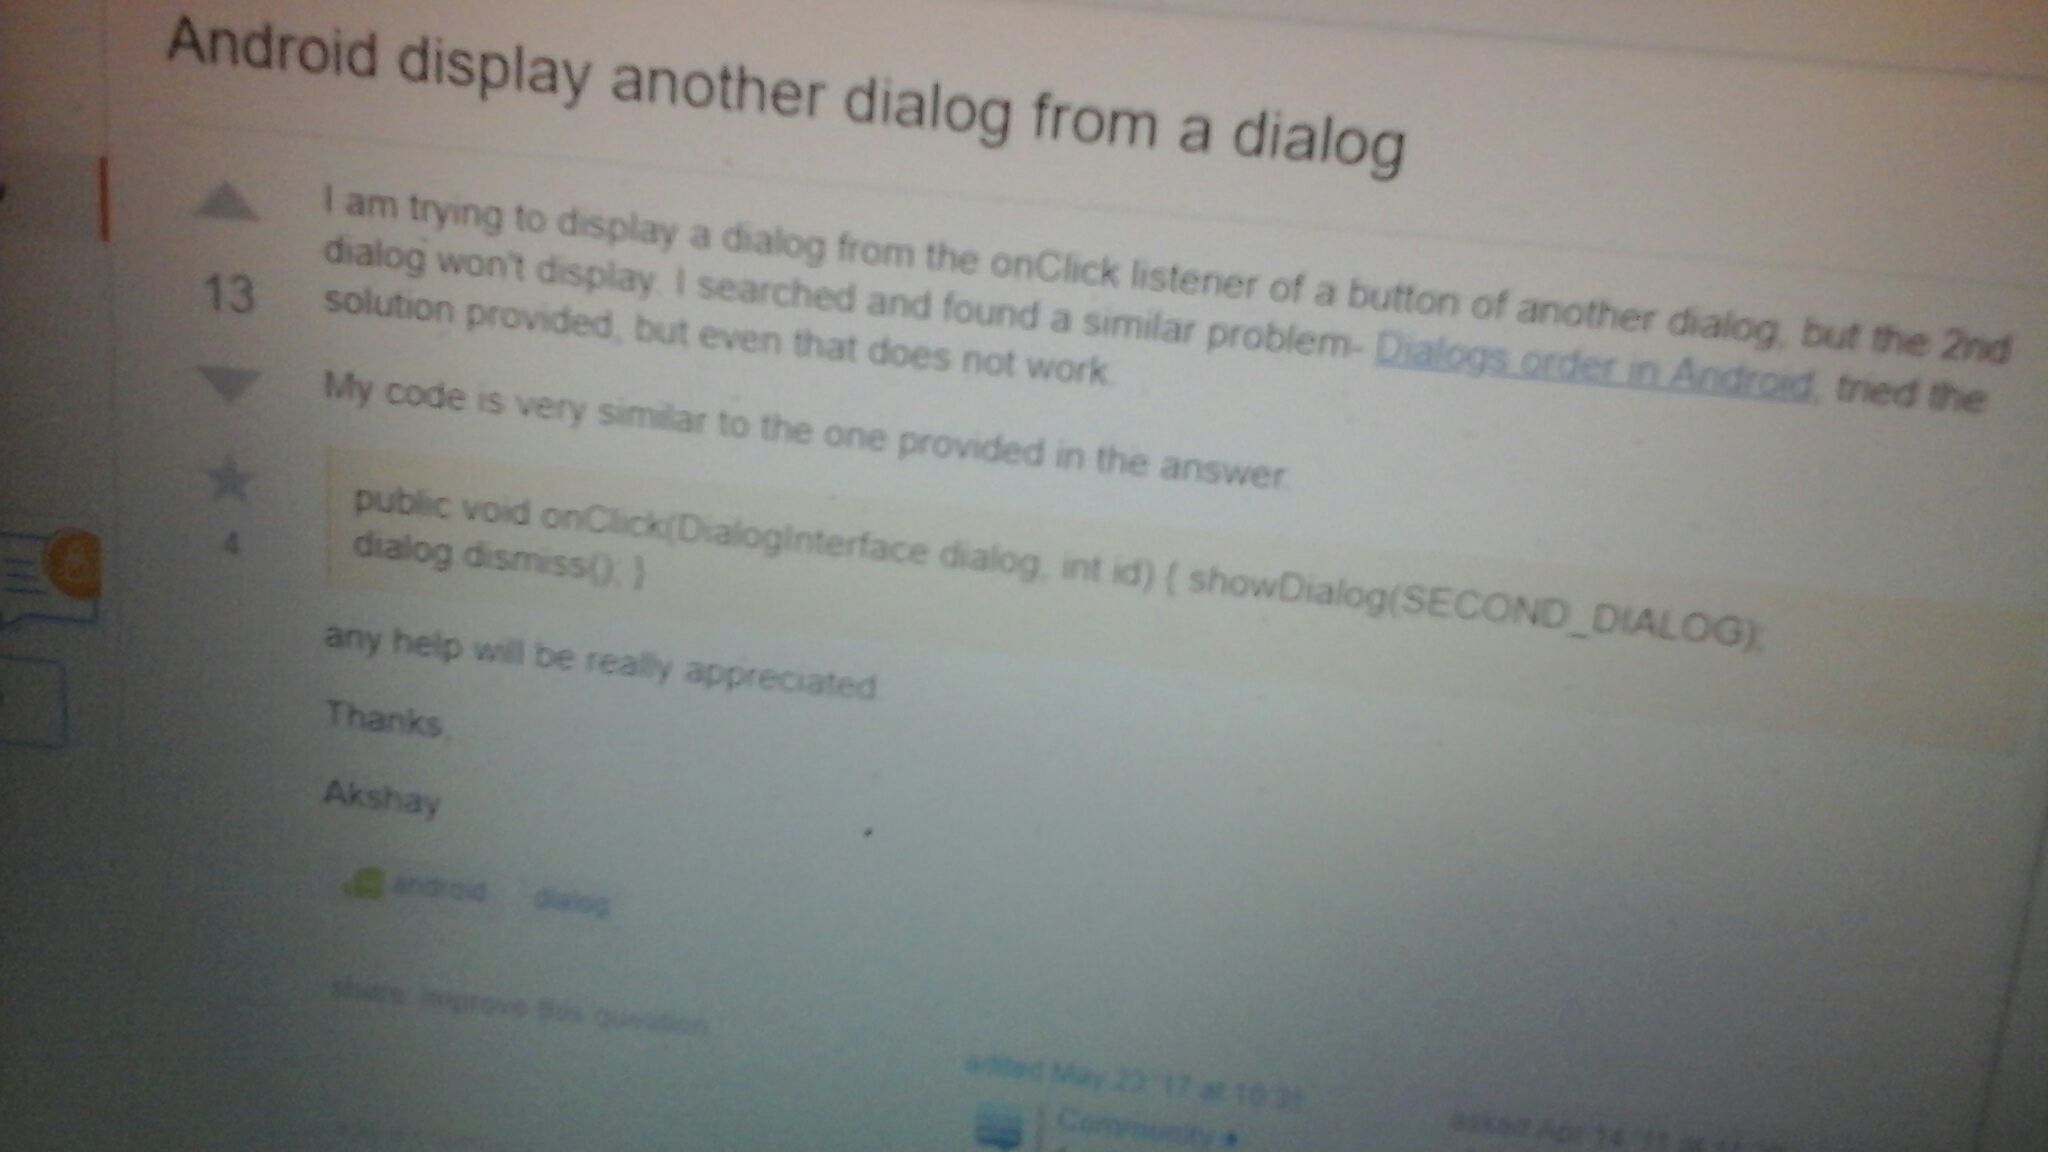 Android display another dialog from a dialog
I am trying to display a dialog from the onClick listener of a button of another dialog, but the 2nd
dialog won't display. I searched and found a similar problem- Dialogs order in Android, tried the
solution provided, but even that does not work.
13
My code is very similar to the one provided in the answer.
public void onClick(DialogInterface dialog, int id) { showDialog(SECOND_DIALOG);
dialog.dismiss(); }
4
any help will be really appreciated.
Thanks,
Akshay
android dialog
share improve this question
edited May 23 '17 at 10:31
Community
asked Apr 14